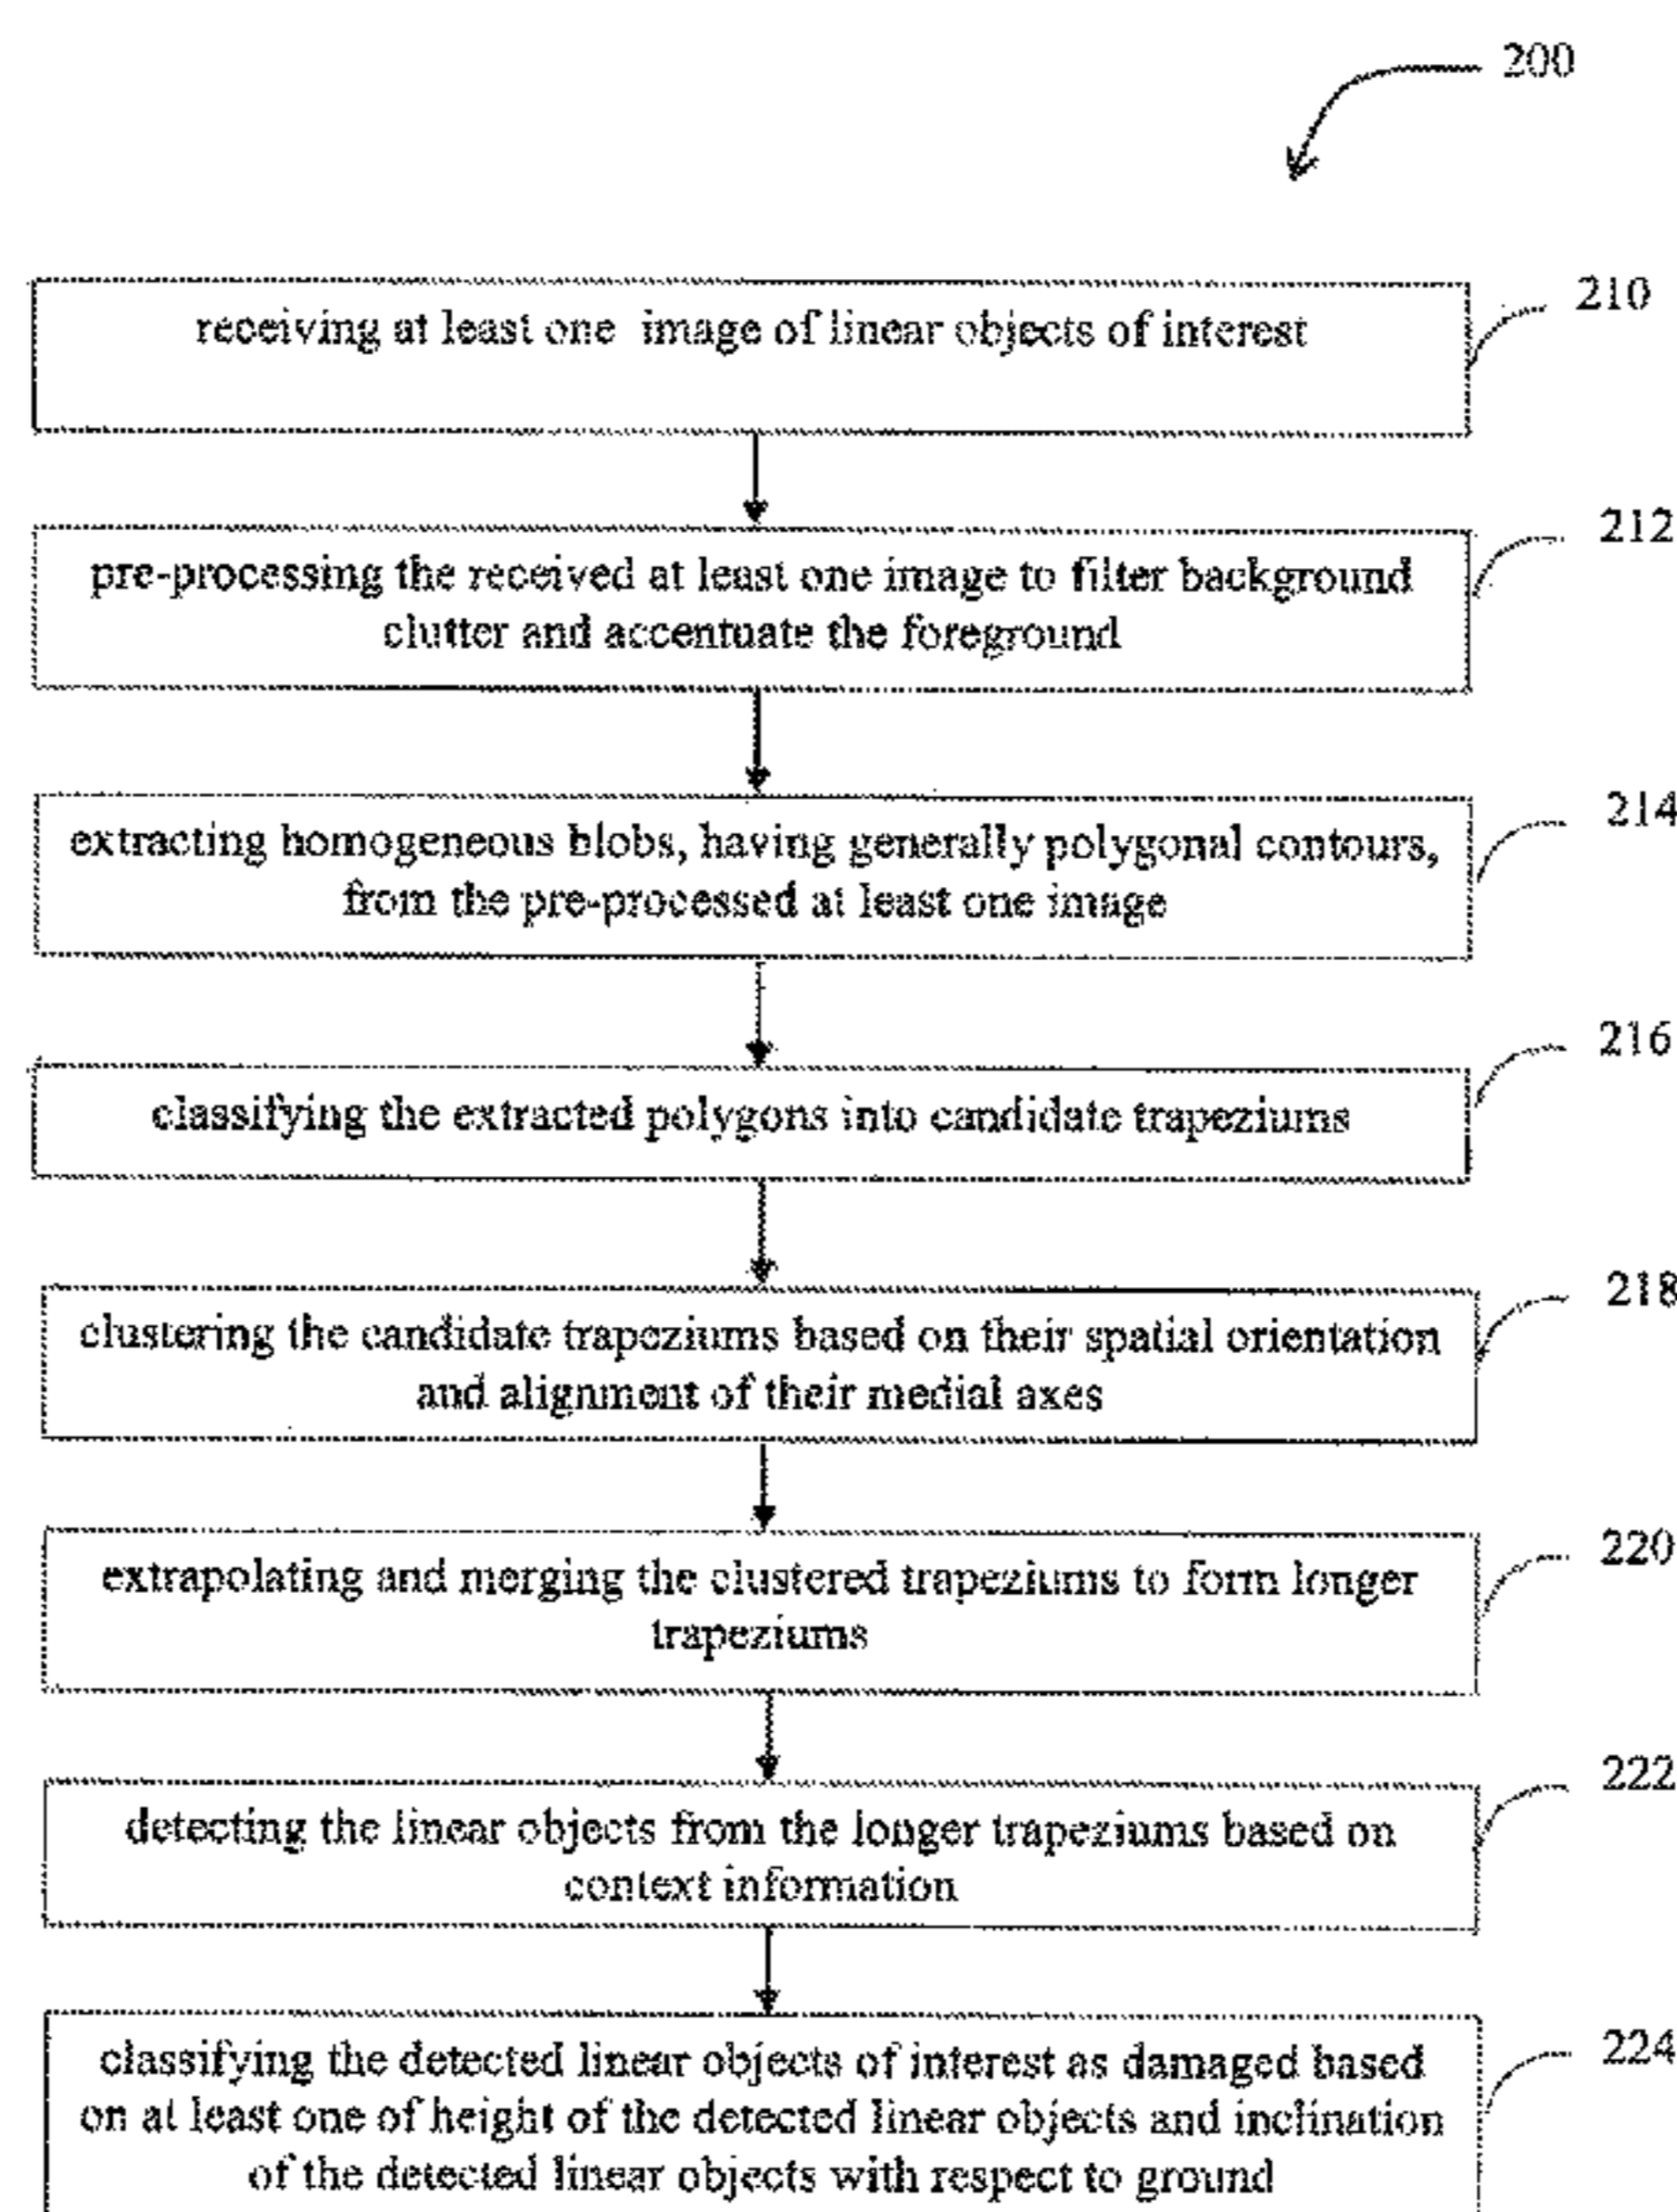 200
210
receiving at least one image of linear objects of interest
212
pre-processing the received at least one image to filter background
clutter and accentuate the foreground
214
extracting homogeneous blobs, having generally polygonal contours,
from the pre-processed at least one image
216
classifying the extracted polygons into candidate trapeziums
218
clustering the candidate trapeziums based on their spatial orientation
and alignment of their medial axes
220
extrapolating and merging the clustered trapeziums to form longer
trapeziums
222
detecting the linear objects from the longer trapeziums based on
context information
224
classifying the detected linear objects of interest as damaged based
on at least one of height of the detected linear objects and inclination
of the detected linear objects with respect to ground